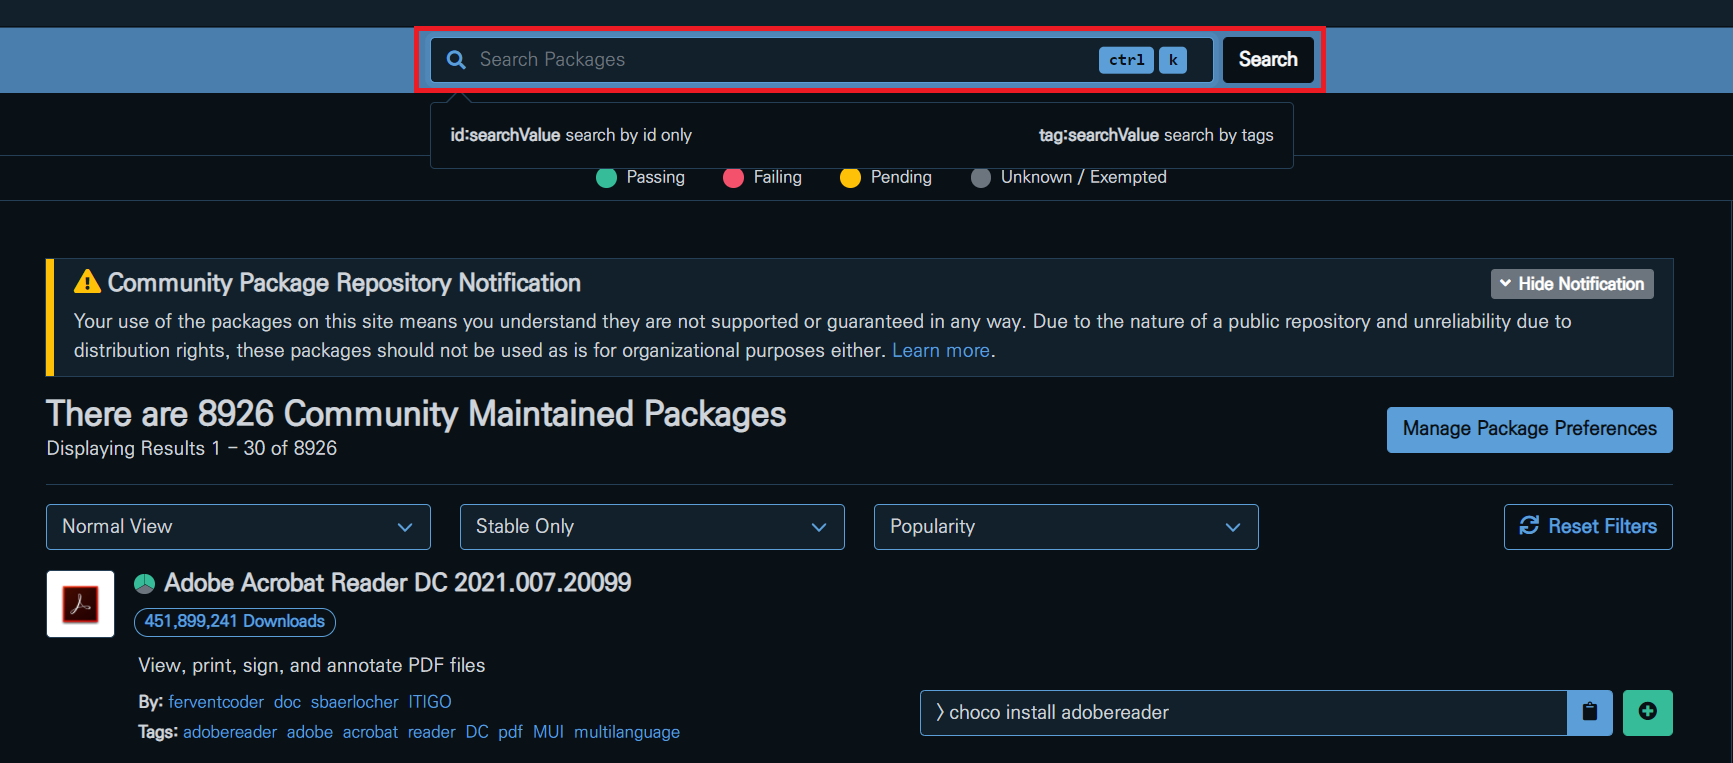 Search Packages ctrl k Search
id:searchValue search by id only tag:searchValue search by tags
Passing Failing Pending Unknown / Exempted
Community Package Repository Notification Hide Notification
Your use of the packages on this site means you understand they are not supported or guaranteed in any way. Due to the nature of a public repository and unreliability due to
distribution rights, these packages should not be used as is for organizational purposes either. Learn more.
There are 8926 Community Maintained Packages
Manage Package Preferences
Displaying Results 1 – 30 of 8926
Normal View Stable Only Popularity Reset Filters
Adobe Acrobat Reader DC 2021.007.20099
451,899,241 Downloads
View, print, sign, and annotate PDF files
By: ferventcoder doc sbaerlocher ITIGO
> choco install adobereader
Tags: adobereader adobe acrobat reader DC pdf MUI multilanguage